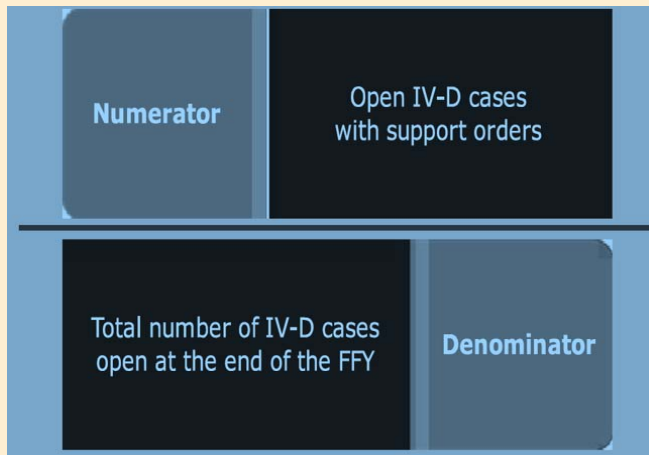 Numerator
Open IV-D cases
with support orders
Total number of IV-D cases
open at the end of the FFY
Denominator